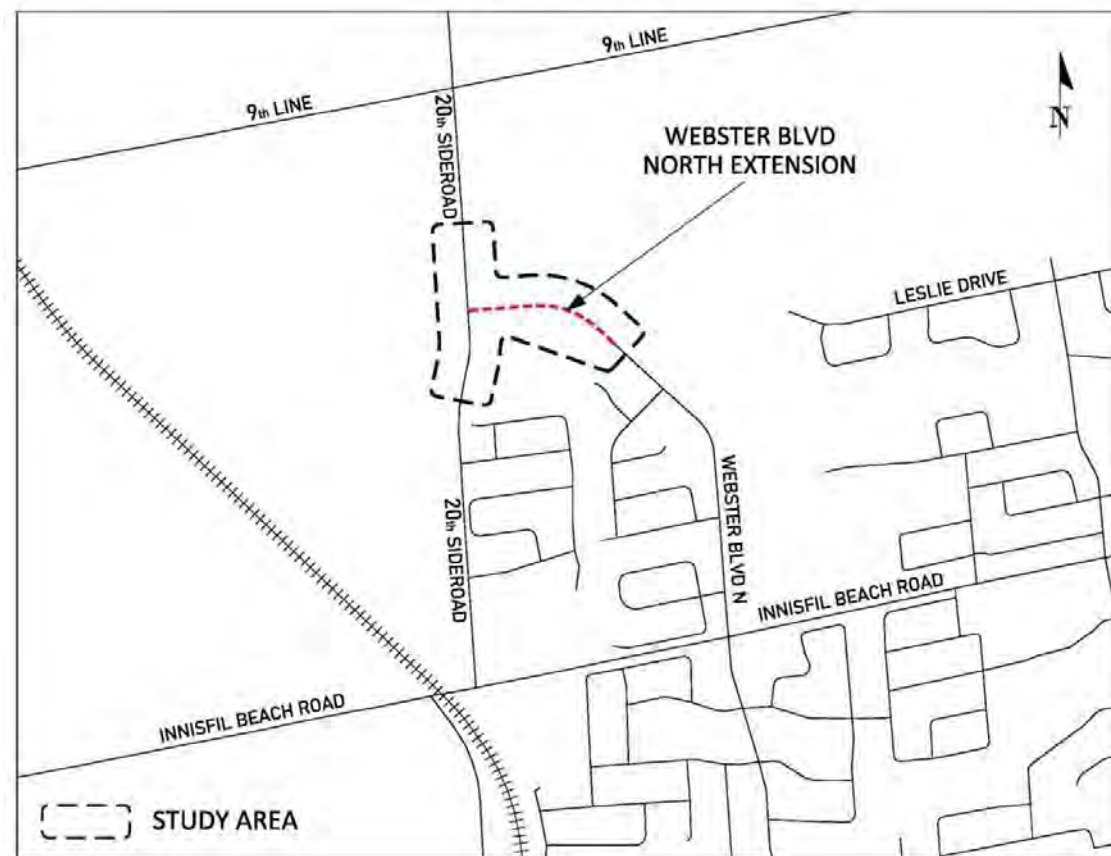 9th LINE
9th LINE
20th SIDEROAD
N
WEBSTER BLVD
NORTH EXTENSION
LESLIE DRIVE
WEBSTER BLVD N
20th SIDEROAD
INNISFIL BEACH ROAD
INNISFIL BEACH ROAD
STUDY AREA